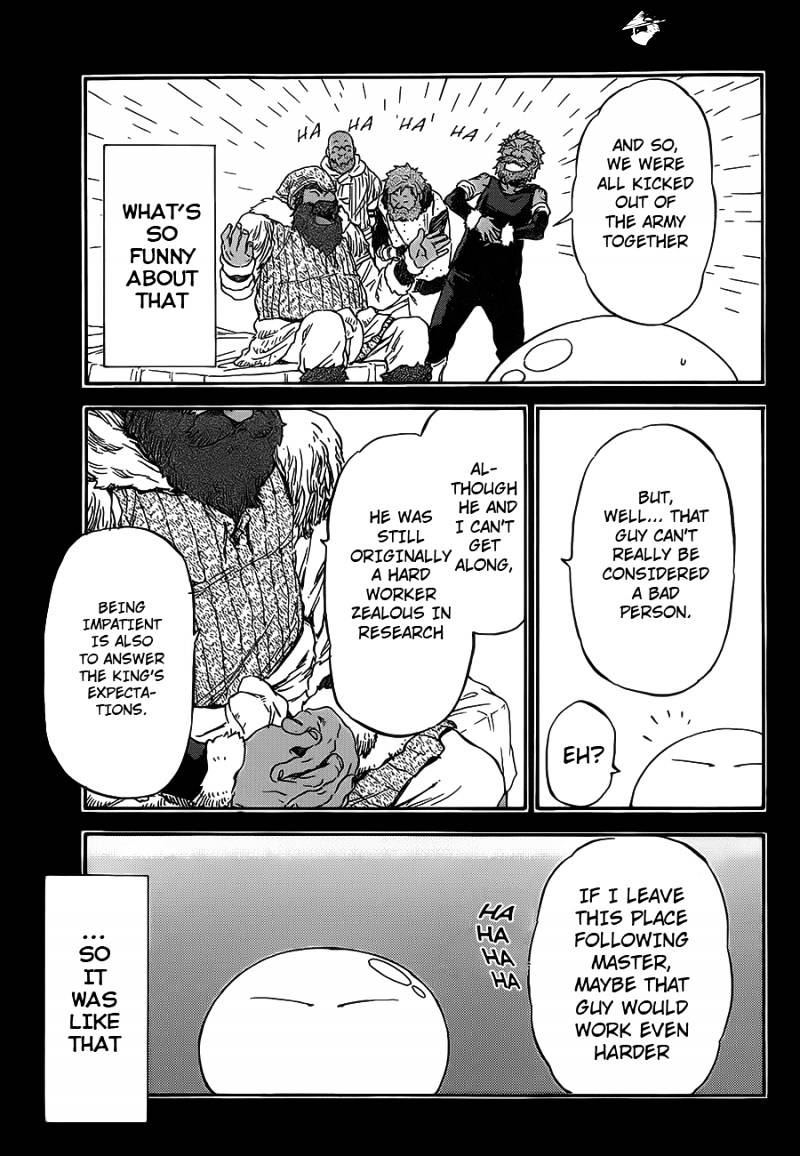 AND SO,
WE WERE
ALL KICKED
OUT OF
THE ARMY
TOGETHER
HA HA HA HA
WHAT'S
SO
FUNNY
ABOUT
THAT
BUT,
WELL... THAT
GUY CAN'T
REALLY BE
CONSIDERED
A BAD
PERSON.
EH?
AL-
THOUGH
HE AND
I CAN'T
GET
ALONG,
HE WAS
STILL
ORIGINALLY
A HARD
WORKER
ZEALOUS IN
RESEARCH
BEING
IMPATIENT
IS ALSO
TO ANSWER
THE KING'S
EXPECTA-
TIONS.
IF I LEAVE
THIS PLACE
FOLLOWING
MASTER,
MAYBE THAT
GUY WOULD
WORK EVEN
HARDER
HA
HA
HA
HA
...
SO
IT
WAS
LIKE
THAT